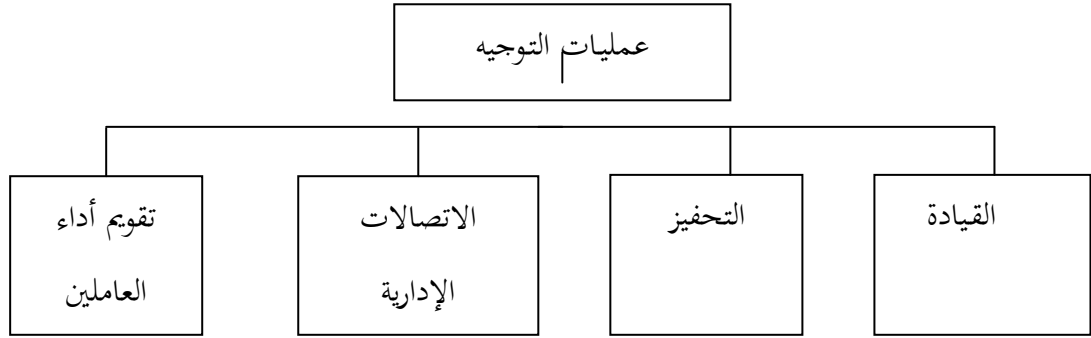 عمليات التوجيه
القيادة
التحفيز
الاتصالات
الإدارية
تقويم أداء
العاملين